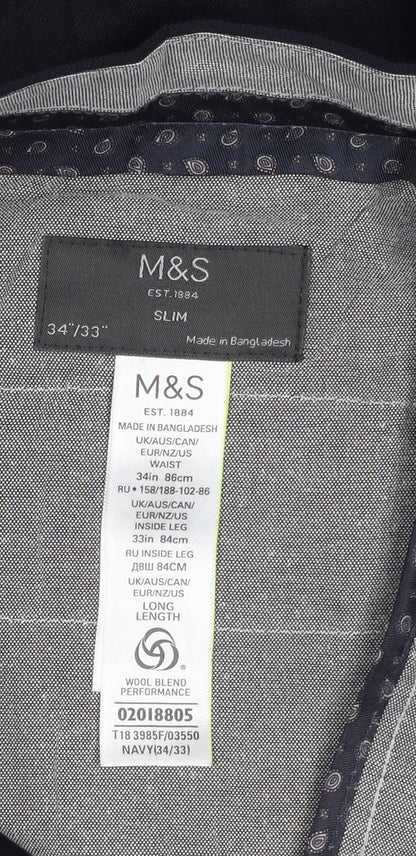 M&S
EST. 1884
SLIM
34"/33"
Made in Bangladesh
M&S
EST. 1884
MADE IN BANGLADESH
UK/AUS/CAN/
EUR/NZ/US
WAIST
34in 86cm
RU • 158/188-102-86
UK/AUS/CAN/
EUR/NZ/US
INSIDE LEG
33in 84cm
RU INSIDE LEG
ДВШ 84СМ
UK/AUS/CAN/
EUR/NZ/US
LONG
LENGTH
WOOL BLEND
PERFORMANCE
02018805
T18 3985F/03550
NAVY(34/33)